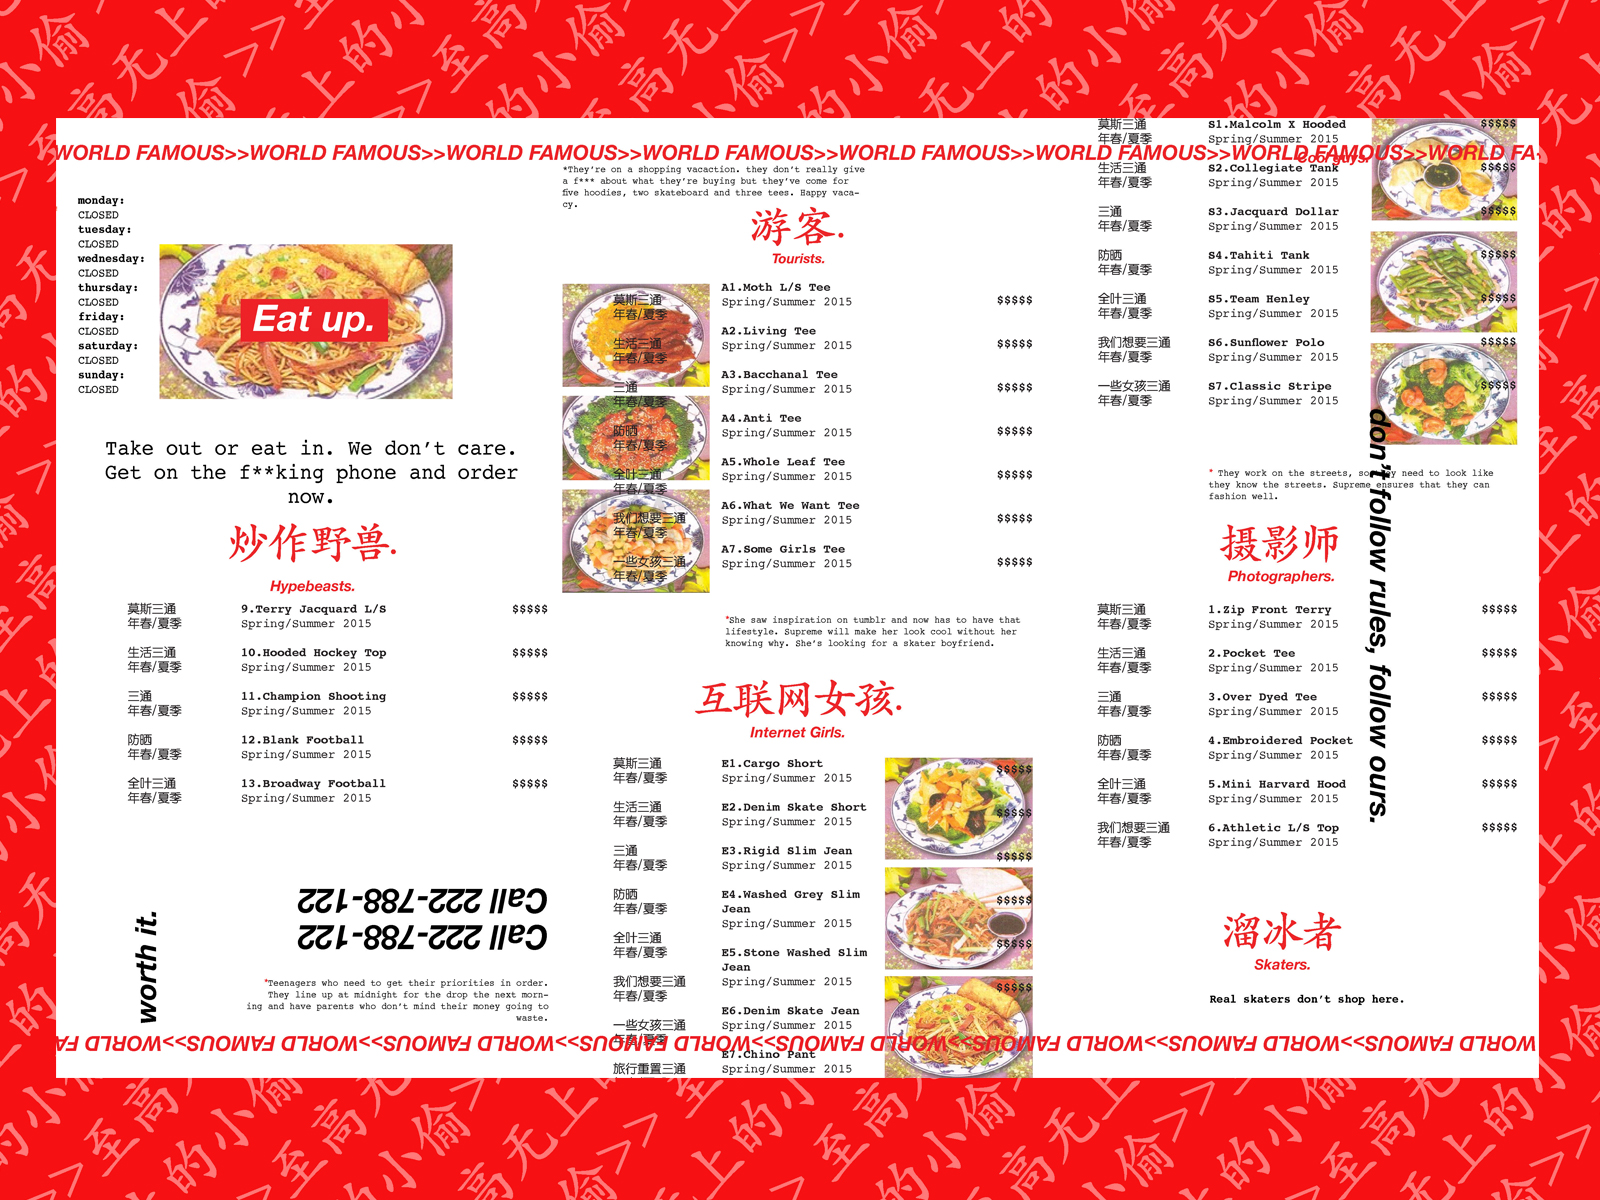 WORLD FAMOUS>>WORLD FAMOUS>>WORLD FAMOUS>>WORLD FAMOUS>>WORLD FAMOUS>>WORLD FAMOUS>>WORLD FAMOUS>>WORLD FA-
monday:
CLOSED
tuesday:
CLOSED
wednesday:
CLOSED
thursday:
CLOSED
friday:
CLOSED
saturday:
CLOSED
sunday:
CLOSED
Eat up.
Take out or eat in. We don't care.
Get on the f**king phone and order
now.
炒作野兽.
Hypebeasts.
莫斯三通 9.Terry Jacquard L/S $$$$$
年春/夏季 Spring/Summer 2015
生活三通 10.Hooded Hockey Top $$$$$
年春/夏季 Spring/Summer 2015
三通 11.Champion Shooting $$$$$
年春/夏季 Spring/Summer 2015
防晒 12.Blank Football $$$$$
年春/夏季 Spring/Summer 2015
全叶三通 13.Broadway Football $$$$$
年春/夏季 Spring/Summer 2015
Call 222-788-122
Call 222-788-122
worth it.
*Teenagers who need to get their priorities in order.
They line up at midnight for the drop the next morn-
ing and have parents who don't mind their money going to
waste.
*They're on a shopping vacaction. they don't really give
a f*** about what they're buying but they've come for
five hoodies, two skateboard and three tees. Happy vaca-
cy.
游客.
Tourists.
A1.Moth L/S Tee
莫斯三通 Spring/Summer 2015 $$$$$
年春/夏季
A2.Living Tee
生活三通 Spring/Summer 2015 $$$$$
年春/夏季
A3.Bacchanal Tee
三通 Spring/Summer 2015 $$$$$
年春/夏季
A4.Anti Tee
防晒 Spring/Summer 2015 $$$$$
年春/夏季
A5.Whole Leaf Tee
全叶三通 Spring/Summer 2015 $$$$$
年春/夏季
A6.What We Want Tee
我们想要三通 Spring/Summer 2015 $$$$$
年春/夏季
A7.Some Girls Tee
一些女孩三通 Spring/Summer 2015 $$$$$
年春/夏季
*She saw inspiration on tumblr and now has to have that
lifestyle. Supreme will make her look cool without her
knowing why. She's looking for a skater boyfriend.
互联网女孩.
Internet Girls.
莫斯三通 E1.Cargo Short $$$$$
年春/夏季 Spring/Summer 2015
生活三通 E2.Denim Skate Short $$$$$
年春/夏季 Spring/Summer 2015
三通 E3.Rigid Slim Jean $$$$$
年春/夏季 Spring/Summer 2015
防晒 E4.Washed Grey Slim $$$$$
年春/夏季 Jean
Spring/Summer 2015
全叶三通 $$$$$
年春/夏季 E5.Stone Washed Slim
Jean
我们想要三通 Spring/Summer 2015 $$$$$
年春/夏季
E6.Denim Skate Jean
一些女孩三通 Spring/Summer 2015
年春/夏季
E7.Chino Pant
旅行重置三通 Spring/Summer 2015
莫斯三通 S1.Malcolm X Hooded $$$$$
年春/夏季 Spring/Summer 2015
Cool guys.
生活三通 S2.Collegiate Tank $$$$$
年春/夏季 Spring/Summer 2015
三通 S3.Jacquard Dollar $$$$$
年春/夏季 Spring/Summer 2015
防晒 S4.Tahiti Tank $$$$$
年春/夏季 Spring/Summer 2015
全叶三通 S5.Team Henley $$$$$
年春/夏季 Spring/Summer 2015
我们想要三通 S6.Sunflower Polo $$$$$
年春/夏季 Spring/Summer 2015
一些女孩三通 S7.Classic Stripe $$$$$
年春/夏季 Spring/Summer 2015
don't follow rules, follow ours.
* They work on the streets, so they need to look like
they know the streets. Supreme ensures that they can
fashion well.
摄影师
Photographers.
莫斯三通 1.Zip Front Terry $$$$$
年春/夏季 Spring/Summer 2015
生活三通 2.Pocket Tee $$$$$
年春/夏季 Spring/Summer 2015
三通 3.Over Dyed Tee $$$$$
年春/夏季 Spring/Summer 2015
防晒 4.Embroidered Pocket $$$$$
年春/夏季 Spring/Summer 2015
全叶三通 5.Mini Harvard Hood $$$$$
年春/夏季 Spring/Summer 2015
我们想要三通 6.Athletic L/S Top $$$$$
年春/夏季 Spring/Summer 2015
溜冰者
Skaters.
Real skaters don't shop here.
WORLD FAMOUS>>WORLD FAMOUS>>WORLD FAMOUS>>WORLD FAMOUS>>WORLD FAMOUS>>WORLD FAMOUS>>WORLD FAMOUS>>WORLD FA
至高无上的小偷>>至高无上的小偷>>